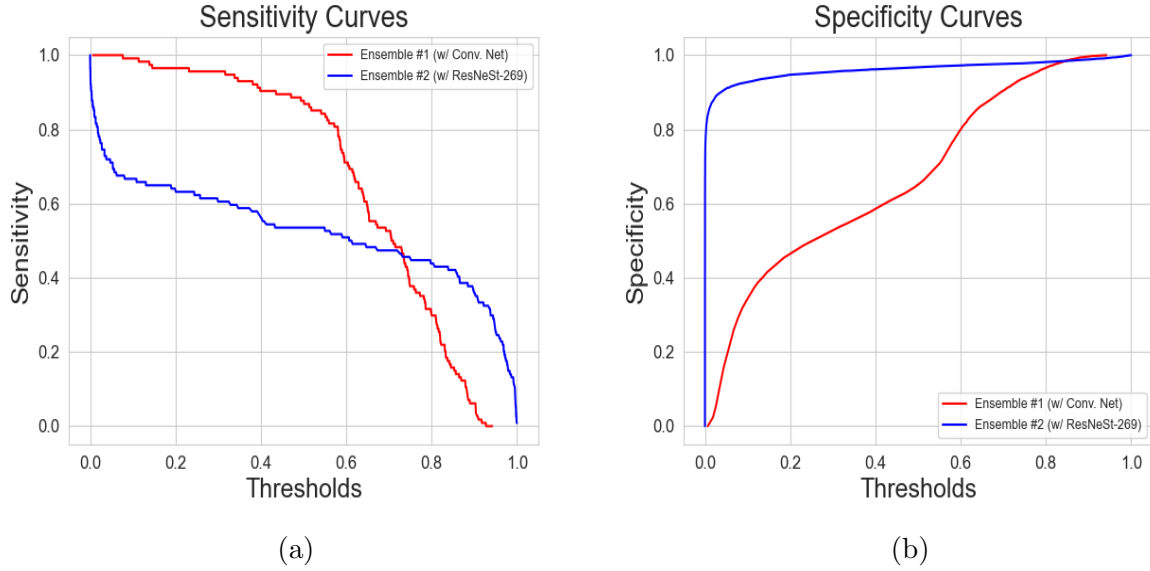 Sensitivity Curves
1.0
0.8
0.6
0.4
0.2
0.0
Sensitivity
Ensemble #1 (w/ Conv. Net)
Ensemble #2 (w/ ResNeSt-269)
0.0 0.2 0.4 0.6 0.8 1.0
Thresholds
(a)
Specificity Curves
1.0
0.8
0.6
0.4
0.2
0.0
Specificity
Ensemble #1 (w/ Conv. Net)
Ensemble #2 (w/ ResNeSt-269)
0.0 0.2 0.4 0.6 0.8 1.0
Thresholds
(b)